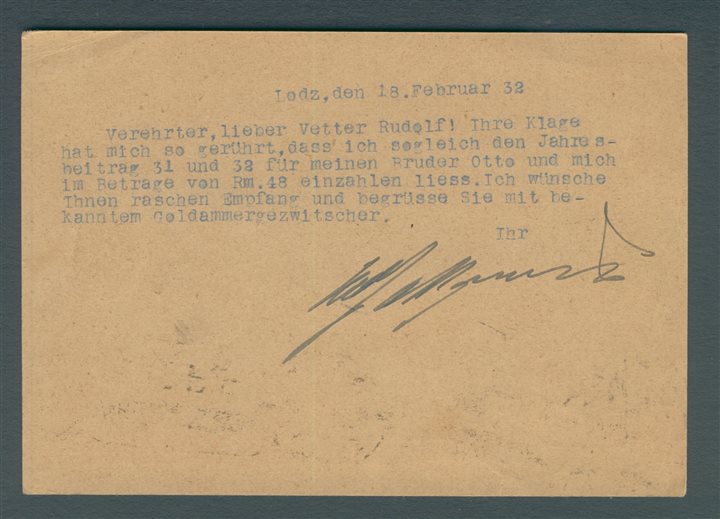 Lodz,den 18.Februar 32
Verehrter,lieber Vetter Rudolf! Ihre Klage
hat mich so gerührt,dass ich sogleich den Jahres-
beitrag 31 und 32 für meinen Bruder Otto und mich
im Betrage von Rm.48 einzahlen liess.Ich wünsche
Ihnen raschen Empfang und begrüsse Sie mit be-
kanntem Goldammergezwitscher.
Ihr